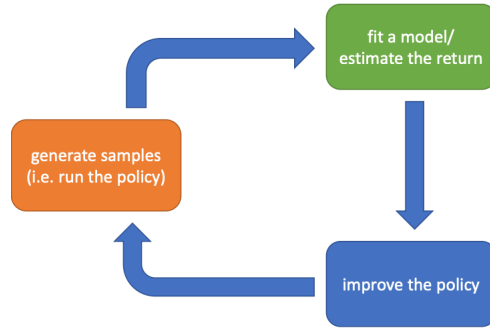 fit a model/
estimate the return
generate samples
(i.e. run the policy)
improve the policy